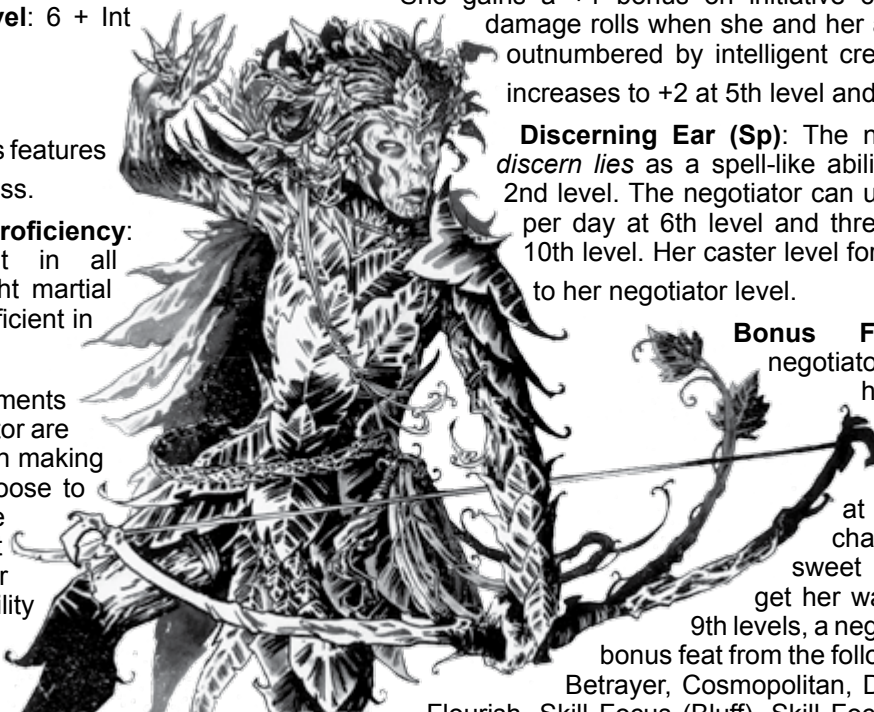 vel: 6 + Int
s features
ss.
roficiency:
t in all
ht martial
ficient in
ments
tor are
n making
oose to
e
t
r
ility
She gains a +1 bonus on initiative
damage rolls when she and her
outnumbered by intelligent cre
increases to +2 at 5th level and
Discerning Ear (Sp): The n
discern lies as a spell-like abili
2nd level. The negotiator can u
per day at 6th level and thre
10th level. Her caster level for
to her negotiator level.
Bonus F
negotiato
h
at
cha
sweet
get her wa
9th levels, a neg
bonus feat from the follo
Betrayer, Cosmopolitan, D
Flourish, Skill Focus (Bluff), Skill Foc